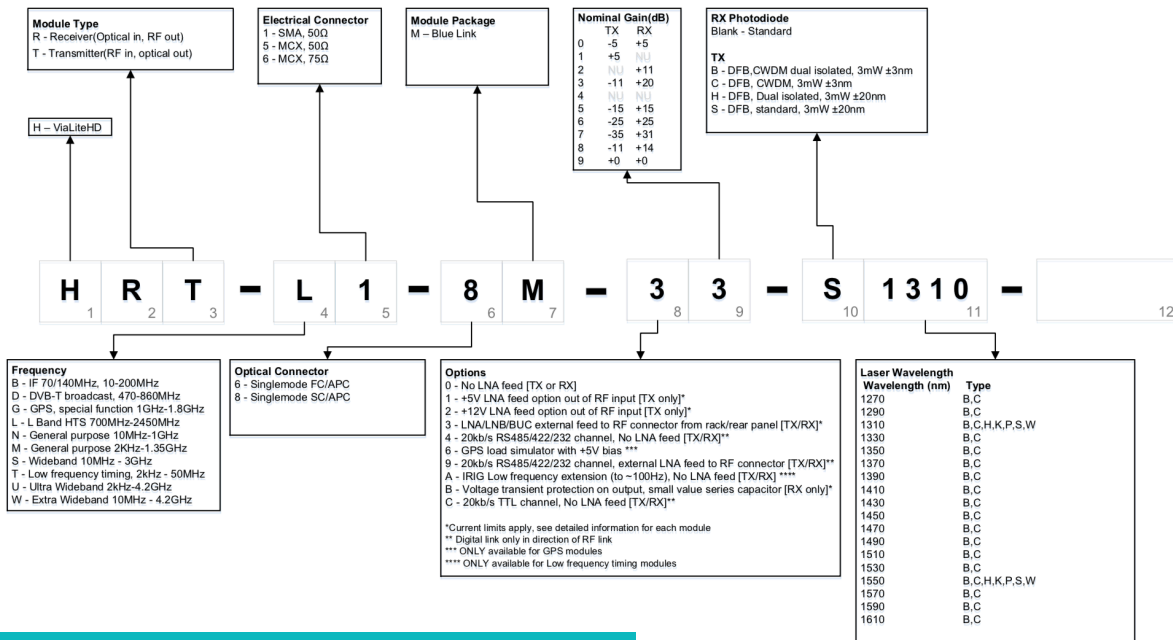 Module Type
R - Receiver(Optical in, RF out)
T - Transmitter(RF in, optical out)
Electrical Connector
1 - SMA, 50Ω
5 - MCX, 50Ω
6 - MCX, 75Ω
Module Package
M – Blue Link
Nominal Gain(dB)
TX RX
0 -5 +5
1 +5 NU
2 NU +11
3 -11 +20
4 NU NU
5 -15 +15
6 -25 +25
7 -35 +31
8 -11 +14
9 +0 +0
RX Photodiode
Blank - Standard
TX
B - DFB,CWDM dual isolated, 3mW ±3nm
C - DFB, CWDM, 3mW ±3nm
H - DFB, Dual isolated, 3mW ±20nm
S - DFB, standard, 3mW ±20nm
H – ViaLiteHD
H R T - L 1 - 8 M - 3 3 - S 1310 -
1 2 3 4 5 6 7 8 9 10 11 12
Frequency
B - IF 70/140MHz, 10-200MHz
D - DVB-T broadcast, 470-860MHz
G - GPS, special function 1GHz-1.8GHz
L - L Band HTS 700MHz-2450MHz
N - General purpose 10MHz-1GHz
M - General purpose 2KHz-1.35GHz
S - Wideband 10MHz - 3GHz
T - Low frequency timing, 2kHz - 50MHz
U - Ultra Wideband 2kHz-4.2GHz
W - Extra Wideband 10MHz - 4.2GHz
Optical Connector
6 - Singlemode FC/APC
8 - Singlemode SC/APC
Options
0 - No LNA feed [TX or RX]
1 - +5V LNA feed option out of RF input [TX only]*
2 - +12V LNA feed option out of RF input [TX only]*
3 - LNA/LNB/BUC external feed to RF connector from rack/rear panel [TX/RX]*
4 - 20kb/s RS485/422/232 channel, No LNA feed [TX/RX]**
6 - GPS load simulator with +5V bias ***
9 - 20kb/s RS485/422/232 channel, external LNA feed to RF connector [TX/RX]**
A - IRIG Low frequency extension (to ~100Hz), No LNA feed [TX/RX] ****
B - Voltage transient protection on output, small value series capacitor [RX only]*
C - 20kb/s TTL channel, No LNA feed [TX/RX]**
*Current limits apply, see detailed information for each module
** Digital link only in direction of RF link
*** ONLY available for GPS modules
**** ONLY available for Low frequency timing modules
Laser Wavelength
Wavelength (nm) Type
1270 B,C
1290 B,C
1310 B,C,H,K,P,S,W
1330 B,C
1350 B,C
1370 B,C
1390 B,C
1410 B,C
1430 B,C
1450 B,C
1470 B,C
1490 B,C
1510 B,C
1530 B,C
1550 B,C,H,K,P,S,W
1570 B,C
1590 B,C
1610 B,C